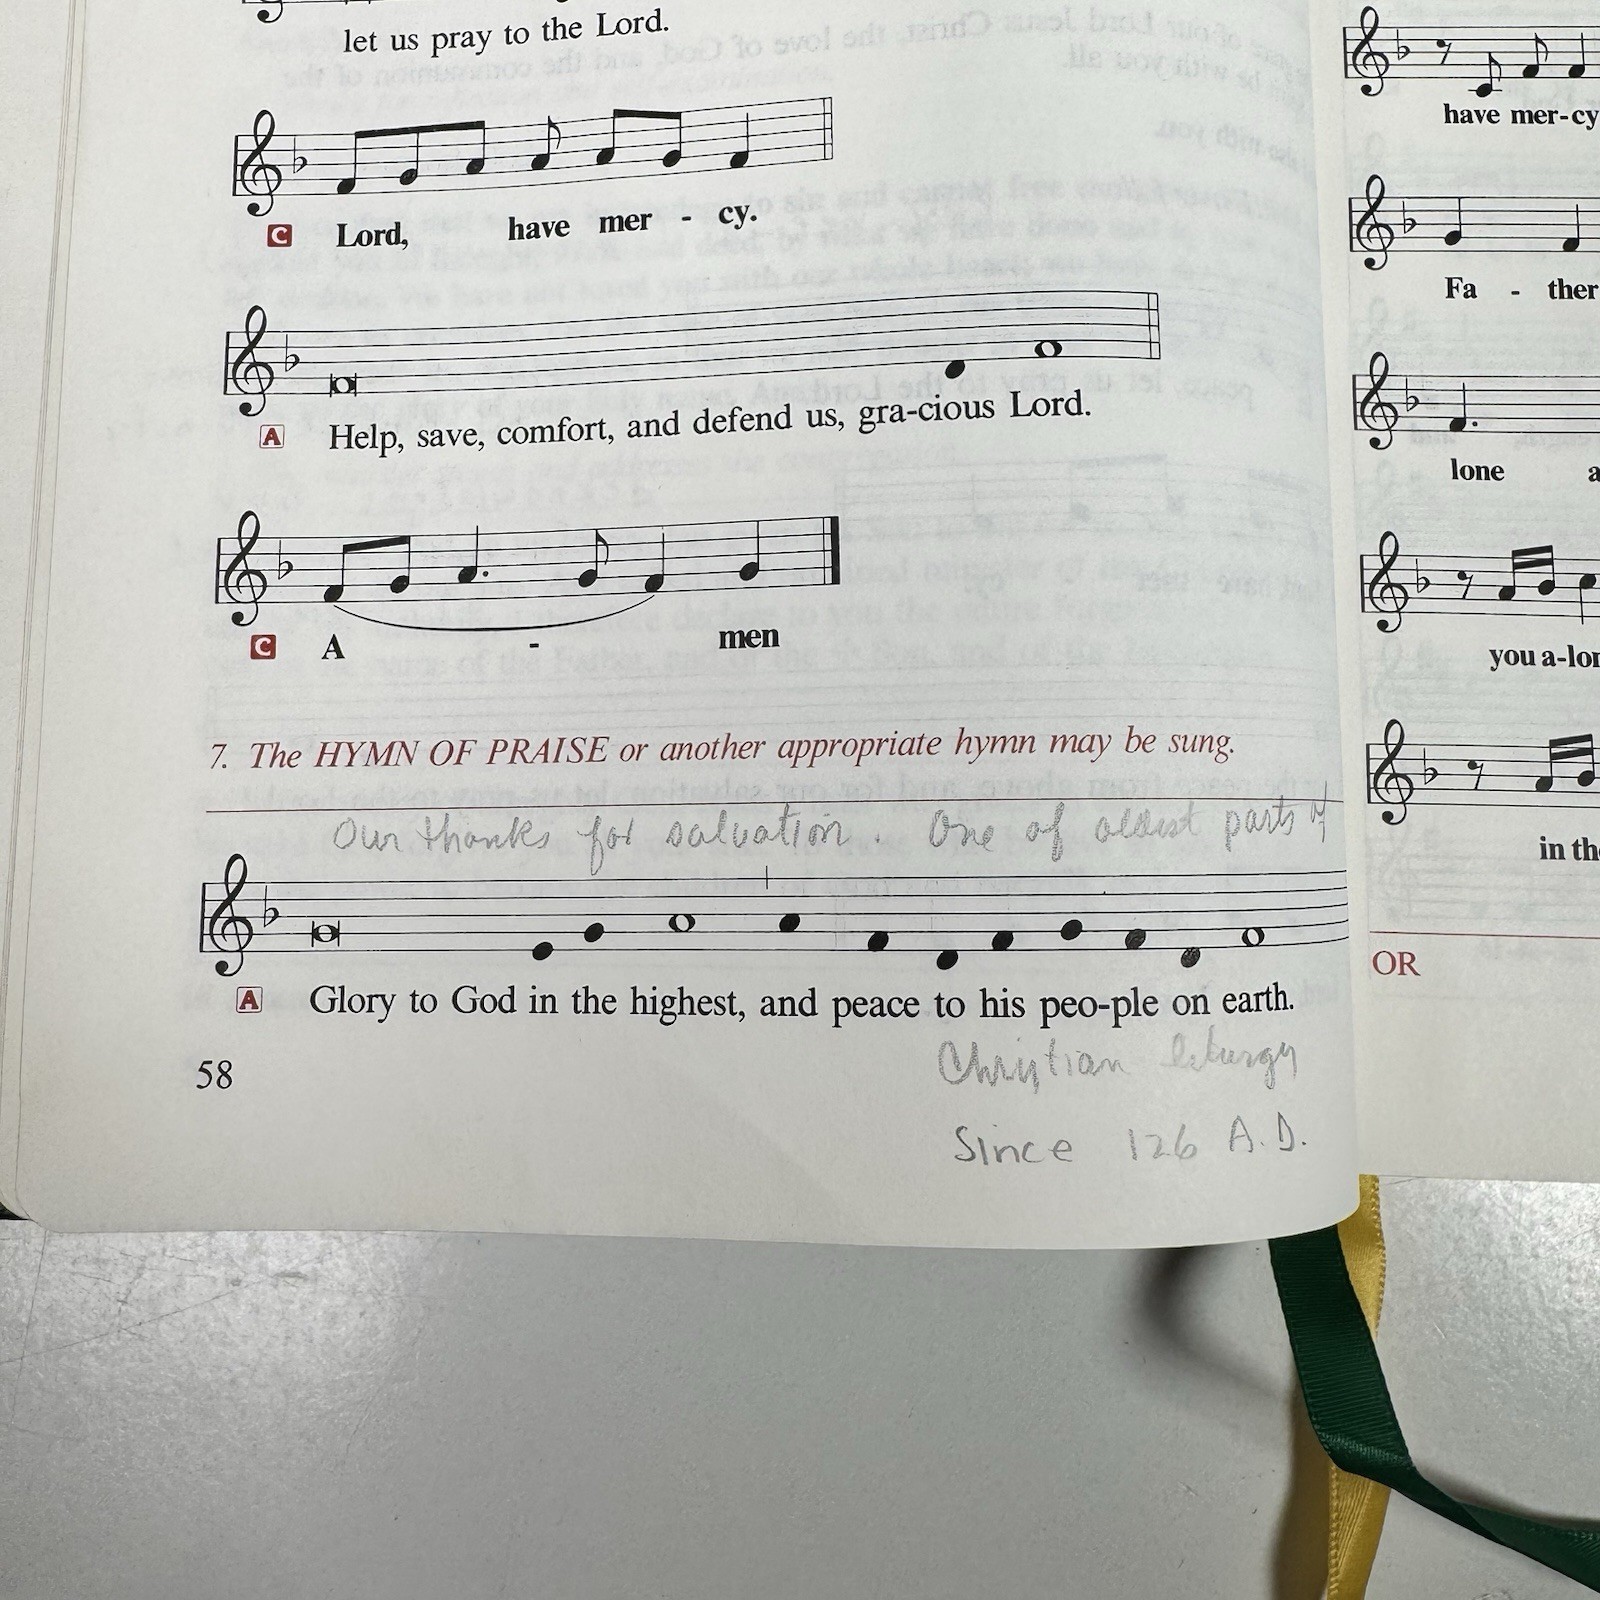 let us pray to the Lord.
C Lord, have mer - cy.
A Help, save, comfort, and defend us, gra-cious Lord.
C A - men
7. The HYMN OF PRAISE or another appropriate hymn may be sung.
Our thanks for salvation. One of oldest parts of
A Glory to God in the highest, and peace to his peo-ple on earth.
58
Christian liturgy
Since 126 A.D.
have mer-cy
Fa - ther
lone a
you a-lon
in the
OR